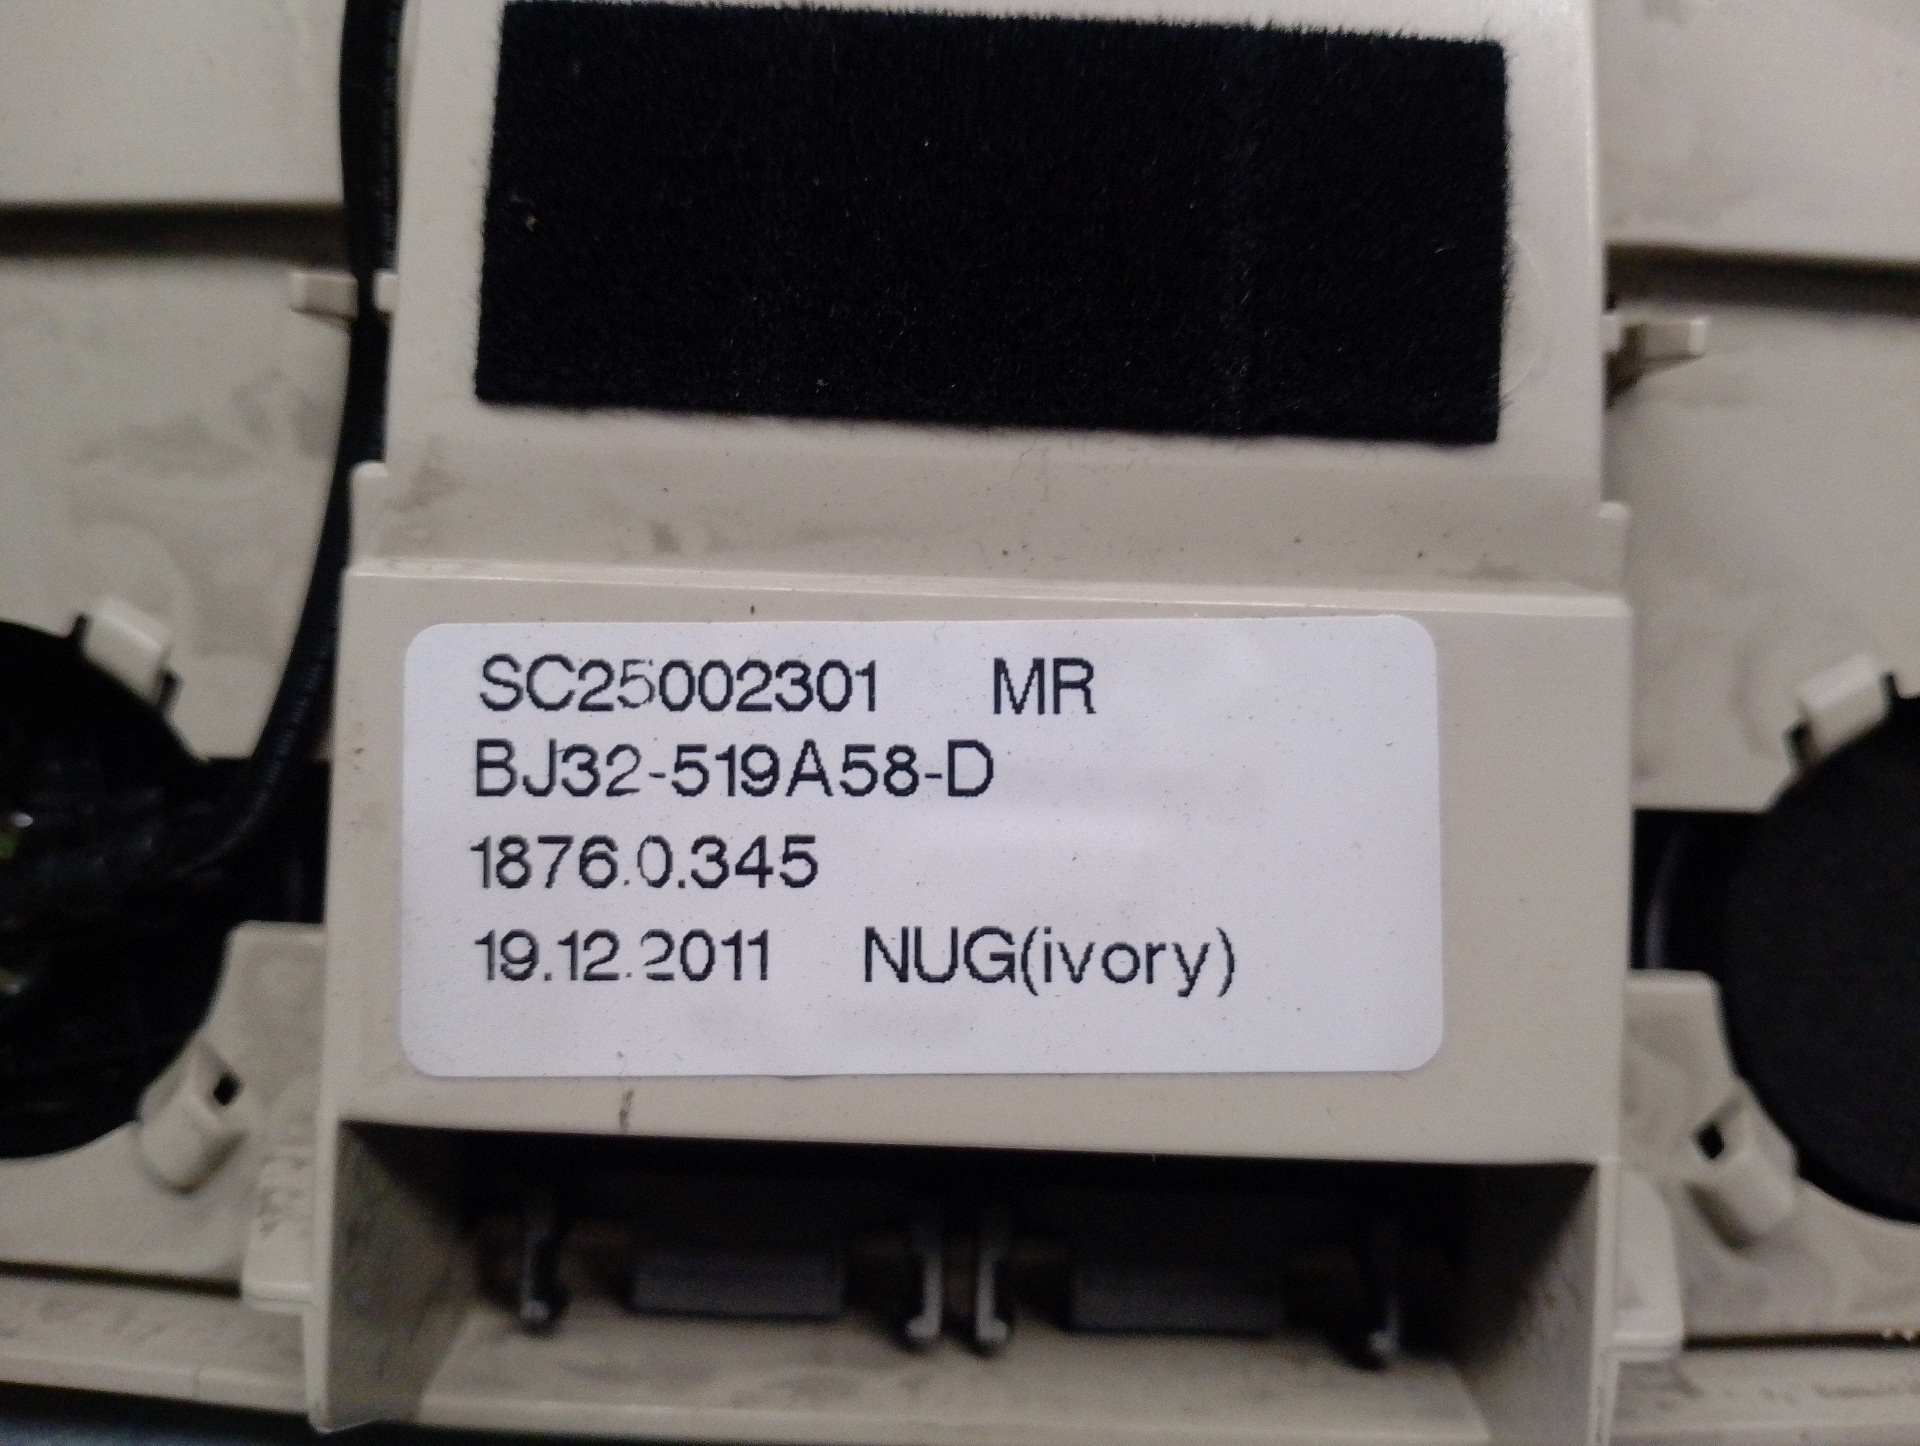 SC25002301 MR
BJ32-519A58-D
1876.0.345
19.12.2011 NUG(ivory)